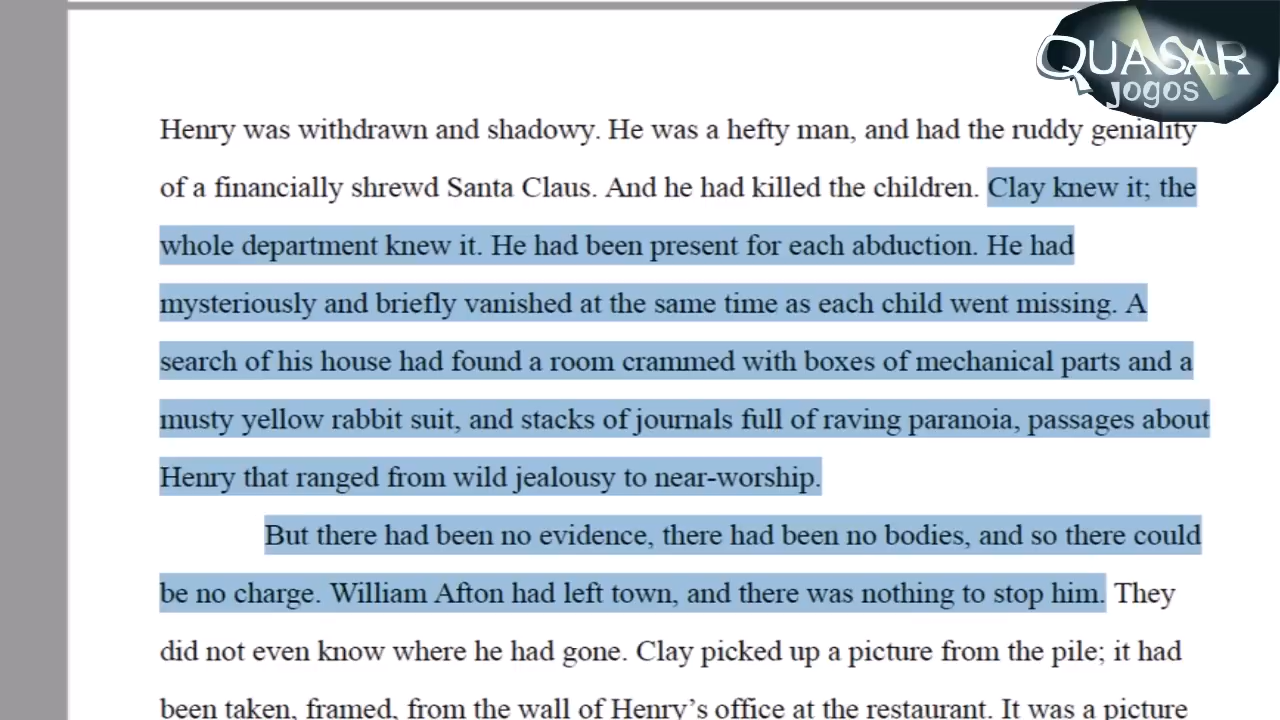 QUASAR
jogos
Henry was withdrawn and shadowy. He was a hefty man, and had the ruddy geniality
of a financially shrewd Santa Claus. And he had killed the children. Clay knew it; the
whole department knew it. He had been present for each abduction. He had
mysteriously and briefly vanished at the same time as each child went missing. A
search of his house had found a room crammed with boxes of mechanical parts and a
musty yellow rabbit suit, and stacks of journals full of raving paranoia, passages about
Henry that ranged from wild jealousy to near-worship.
But there had been no evidence, there had been no bodies, and so there could
be no charge. William Afton had left town, and there was nothing to stop him. They
did not even know where he had gone. Clay picked up a picture from the pile; it had
been taken, framed, from the wall of Henry’s office at the restaurant. It was a picture